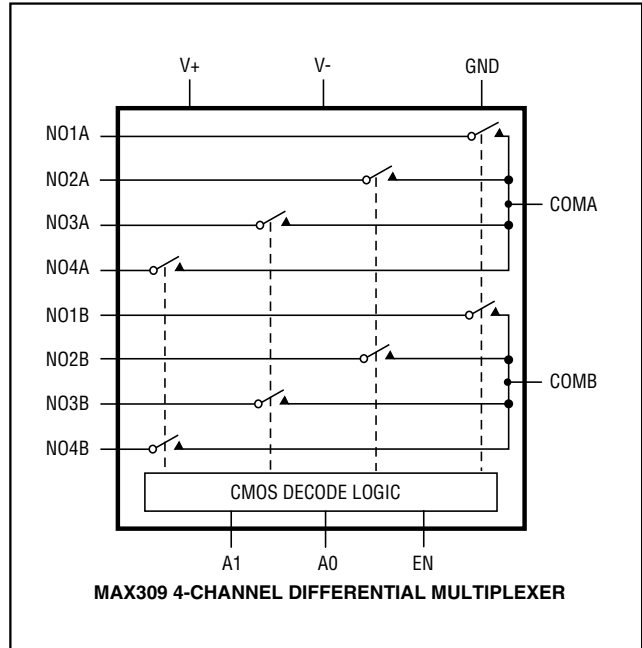 V+ V- GND
NO1A
NO2A
COMA
NO3A
NO4A
NO1B
NO2B
COMB
NO3B
NO4B
CMOS DECODE LOGIC
A1 A0 EN
MAX309 4-CHANNEL DIFFERENTIAL MULTIPLEXER